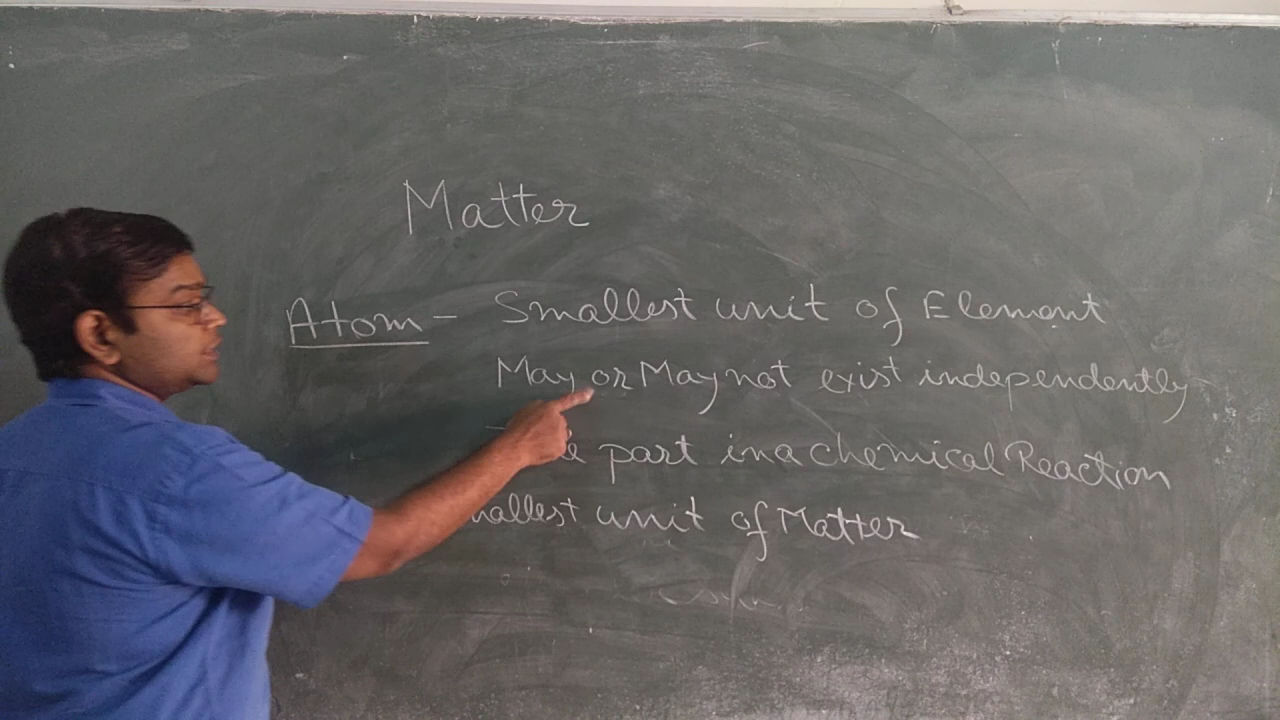 Matter
Atom - Smallest unit of Element
May or May not exist independently
part in a chemical Reaction
unit of Matter